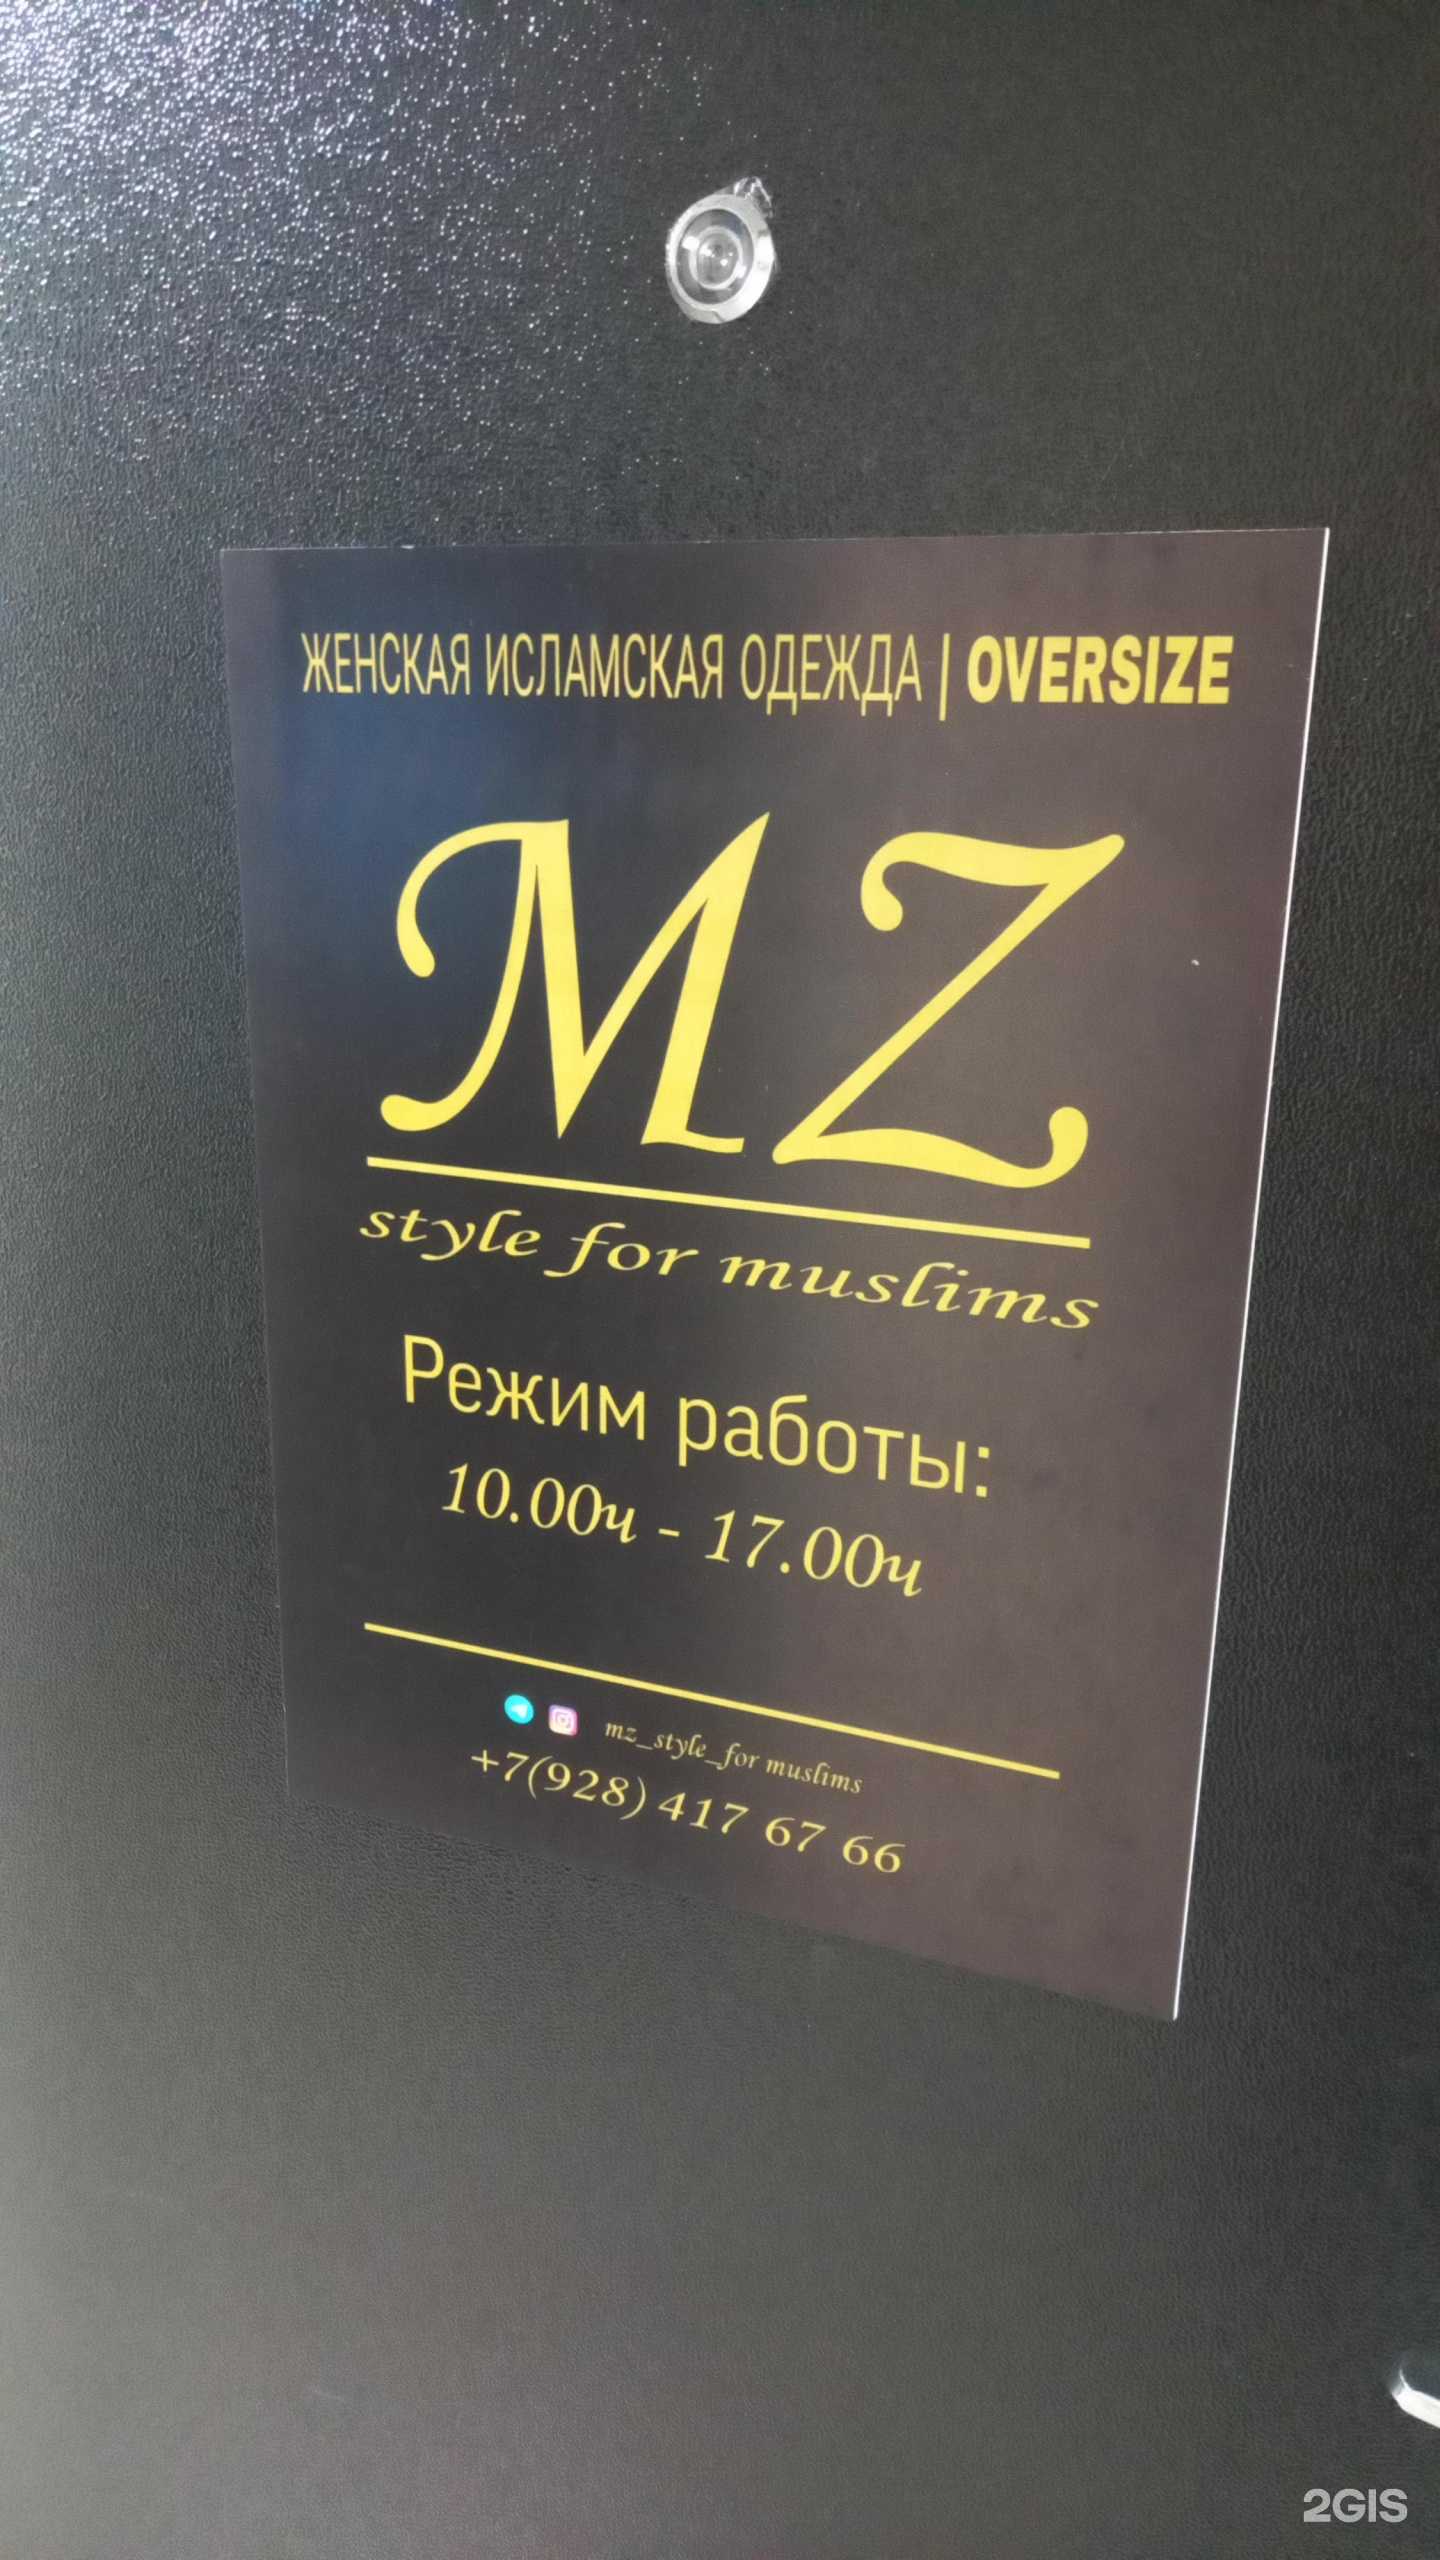 ЖЕНСКАЯ ИСЛАМСКАЯ ОДЕЖДА | OVERSIZE
MZ
style for muslims
Режим работы:
10.00ч - 17.00ч
mz_style_for muslims
+7(928) 417 67 66
2GIS